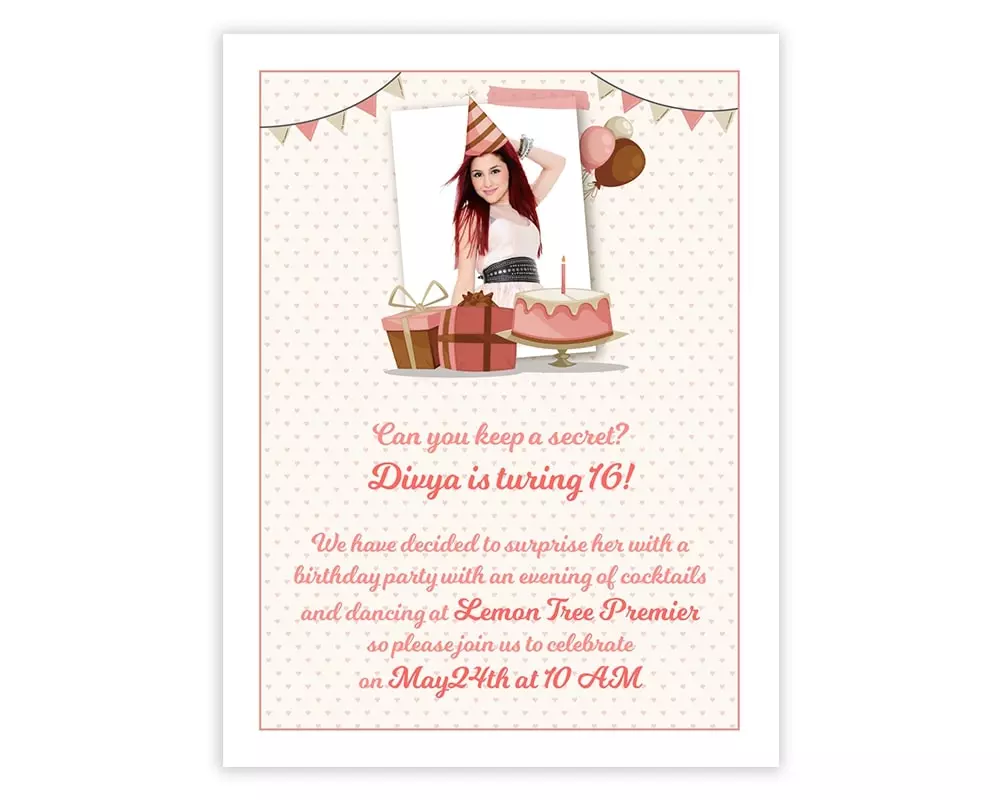 Can you keep a secret?
Divya is turing 16!
We have decided to surprise her with a
birthday party with an evening of cocktails
and dancing at Lemon Tree Premier
so please join us to celebrate
on May24th at 10 AM